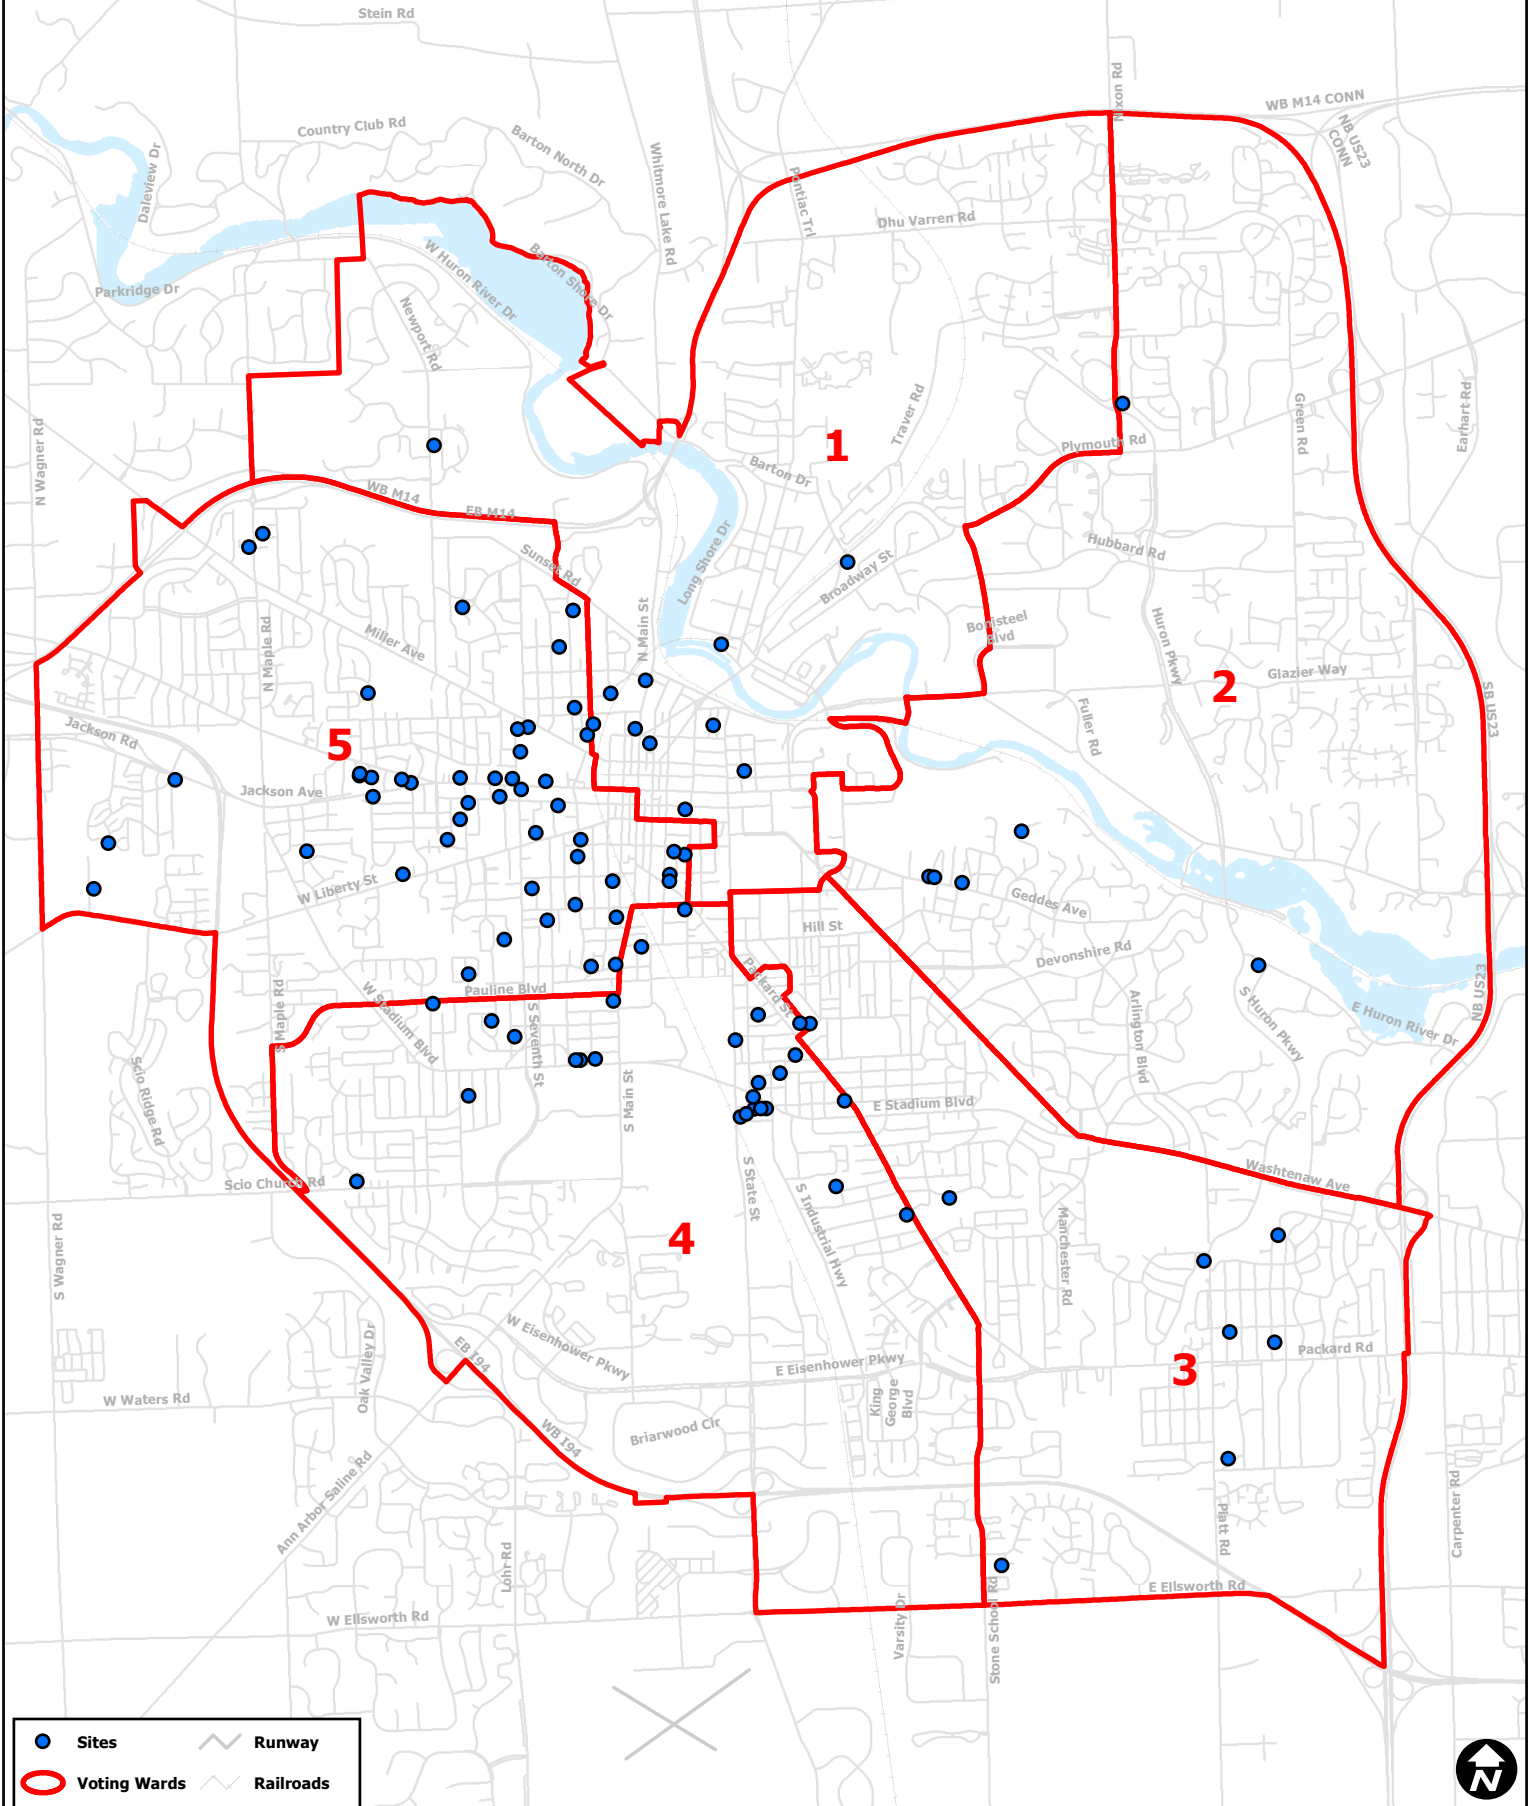 Stein Rd
Nixon Rd
WB M14 CONN
NB US23
CONN
Country Club Rd
Barton North Dr
Daleview Dr
Whitmore Lake Rd
Pontiac Trl
Dhu Varren Rd
W Huron River Dr
Barton Shore Dr
Parkridge Dr
Newport Rd
Traver Rd
Green Rd
Earhart Rd
N Wagner Rd
1
Plymouth Rd
Barton Dr
WB M14
EB M14
Sunset Rd
Long Shore Dr
Broadway St
Hubbard Rd
Bonisteel
Blvd
N Main St
Miller Ave
N Maple Rd
Huron Pkwy
Glazier Way
2
SB US23
Fuller Rd
Jackson Rd
5
Jackson Ave
W Liberty St
Geddes Ave
Hill St
Devonshire Rd
Packard St
Pauline Blvd
W Stadium Blvd
S Maple Rd
S Seventh St
S Huron Pkwy
E Huron River Dr
NB US23
Arlington Blvd
Scio Ridge Rd
S Main St
E Stadium Blvd
Scio Church Rd
S State St
S Industrial Hwy
Washtenaw Ave
Manchester Rd
S Wagner Rd
4
W Eisenhower Pkwy
E Eisenhower Pkwy
EB I94
Oak Valley Dr
Packard Rd
3
W Waters Rd
King
George
Blvd
WB I94
Briarwood Cir
Ann Arbor Saline Rd
Platt Rd
Carpenter Rd
Lohr Rd
E Ellsworth Rd
W Ellsworth Rd
Varsity Dr
Stone School Rd
Sites
Runway
Voting Wards
Railroads
N